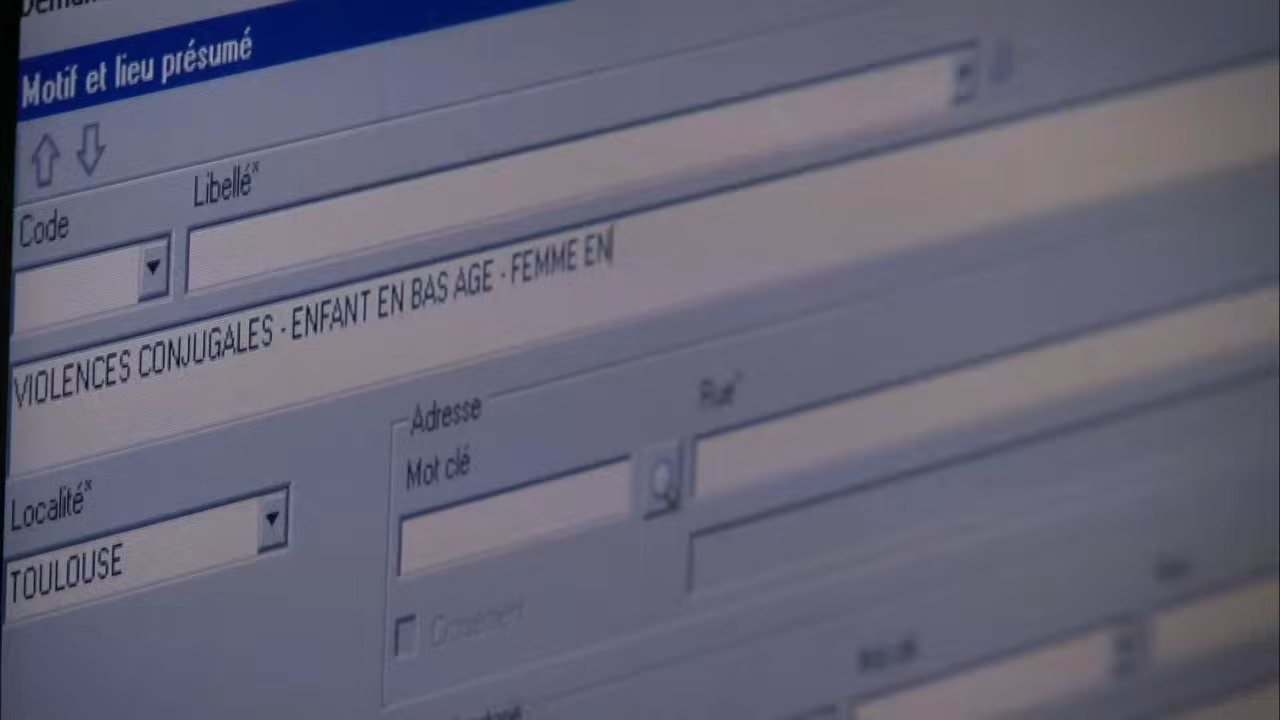 Motif et lieu présumé
Code
Libellé*
VIOLENCES CONJUGALES - ENFANT EN BAS AGE - FEMME EN
Adresse
Rue*
Mot clé
Localité*
TOULOUSE
Croisement